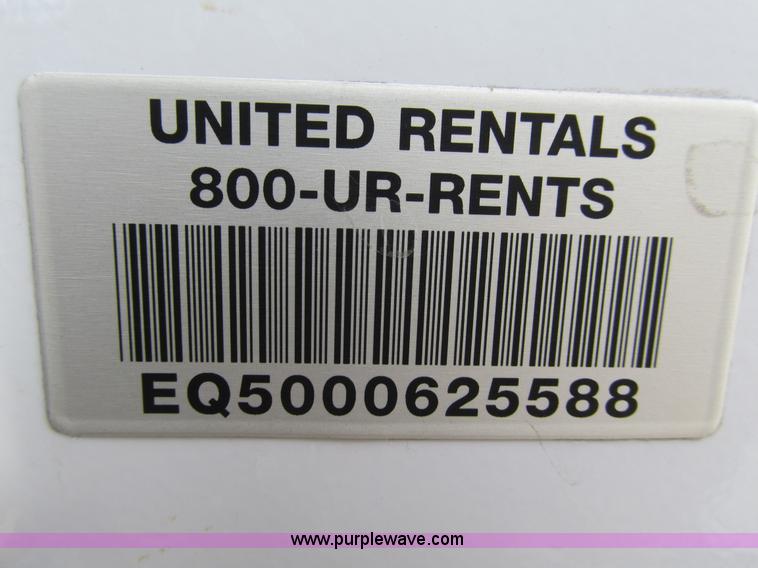 UNITED RENTALS
800-UR-RENTS
EQ5000625588
www.purplewave.com